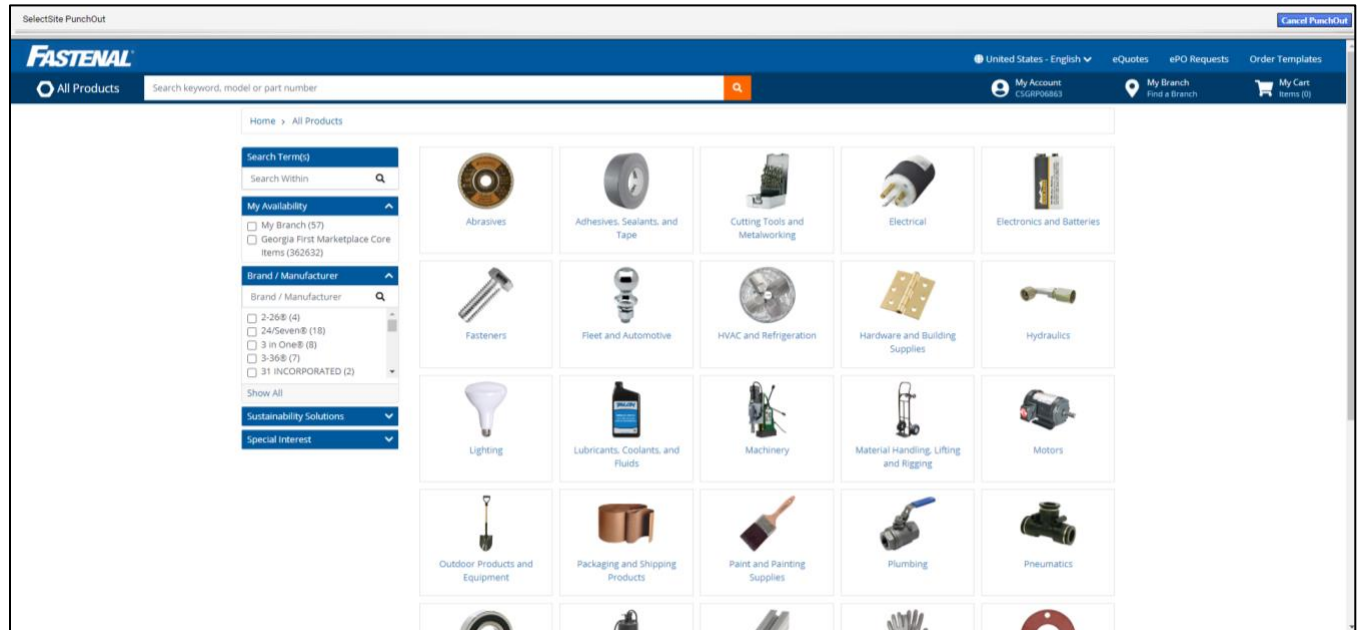 SelectSite PunchOut
Cancel PunchOut
FASTENAL
United States - English
eQuotes
ePO Requests
Order Templates
All Products
Search keyword, model or part number
My Account
CSGRP06863
My Branch
Find a Branch
My Cart
Items (0)
Home > All Products
Search Term(s)
Search Within
My Availability
My Branch (57)
Georgia First Marketplace Core
Items (362632)
Brand / Manufacturer
Brand / Manufacturer
2-26® (4)
24/Seven® (18)
3 in One® (8)
3-36® (7)
31 INCORPORATED (2)
Show All
Sustainability Solutions
Special Interest
Abrasives
Adhesives, Sealants, and
Tape
Cutting Tools and
Metalworking
Electrical
Electronics and Batteries
Fasteners
Fleet and Automotive
HVAC and Refrigeration
Hardware and Building
Supplies
Hydraulics
Lighting
Lubricants, Coolants, and
Fluids
Machinery
Material Handling, Lifting
and Rigging
Motors
Outdoor Products and
Equipment
Packaging and Shipping
Products
Paint and Painting
Supplies
Plumbing
Pneumatics